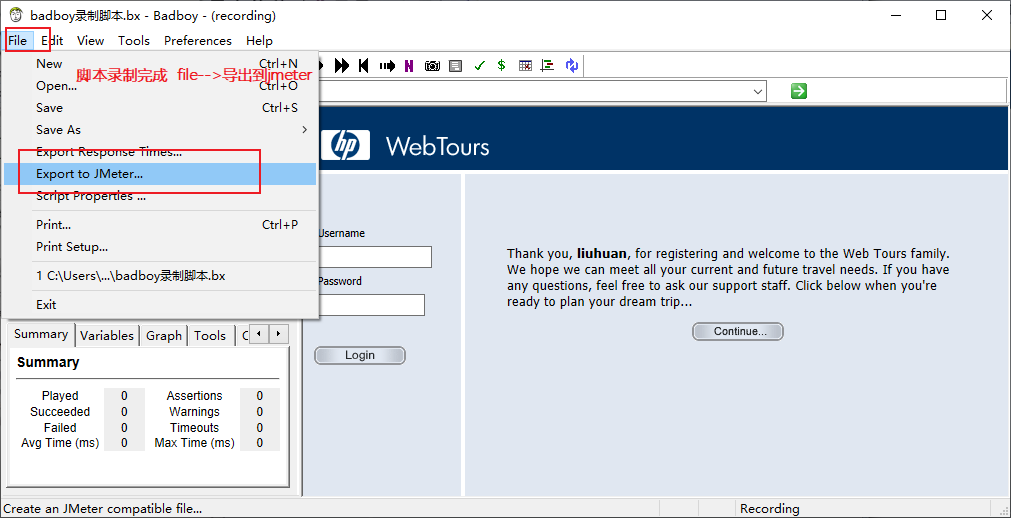 badboy录制脚本.bx - Badboy - (recording)
File Edit View Tools Preferences Help
New Ctrl+N
脚本录制完成 file-->导出到jmeter
Open... Ctrl+O
Save Ctrl+S
Save As
Export Response Times...
Export to JMeter...
Script Properties ...
Print... Ctrl+P
Print Setup...
1 C:\Users\...\badboy录制脚本.bx
Exit
hp WebTours
Username
Password
Login
Thank you, liuhuan, for registering and welcome to the Web Tours family.
We hope we can meet all your current and future travel needs. If you have
any questions, feel free to ask our support staff. Click below when you're
ready to plan your dream trip...
Continue...
Summary Variables Graph Tools
Summary
Played 0 Assertions 0
Succeeded 0 Warnings 0
Failed 0 Timeouts 0
Avg Time (ms) 0 Max Time (ms) 0
Create an JMeter compatible file... Recording